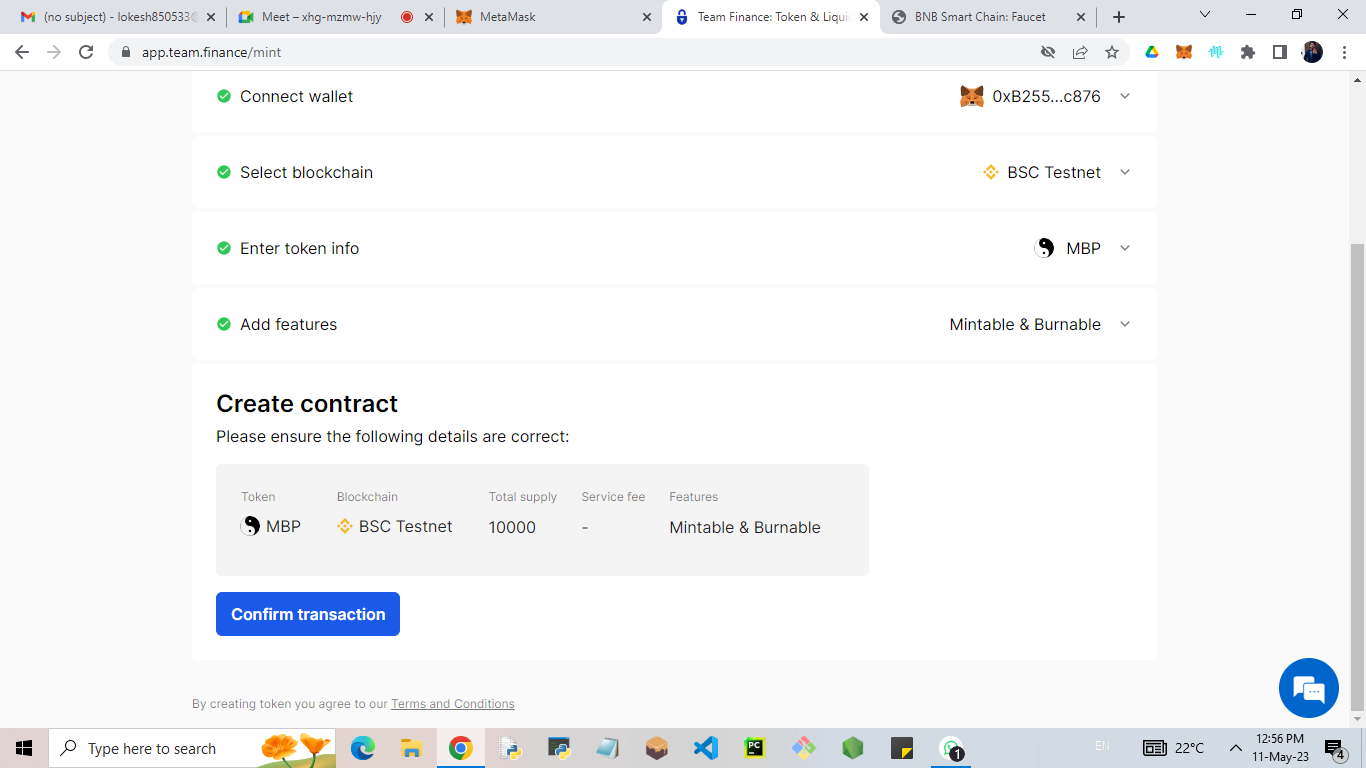 (no subject) - lokesh850533@
Meet – xhg-mzmw-hjy
MetaMask
Team Finance: Token & Liqui
BNB Smart Chain: Faucet
app.team.finance/mint
Connect wallet
0xB255...c876
Select blockchain
BSC Testnet
Enter token info
MBP
Add features
Mintable & Burnable
Create contract
Please ensure the following details are correct:
Token Blockchain Total supply Service fee Features
MBP BSC Testnet 10000 - Mintable & Burnable
Confirm transaction
By creating token you agree to our Terms and Conditions
Type here to search
PC
1
EN
22°C
12:56 PM
11-May-23
4